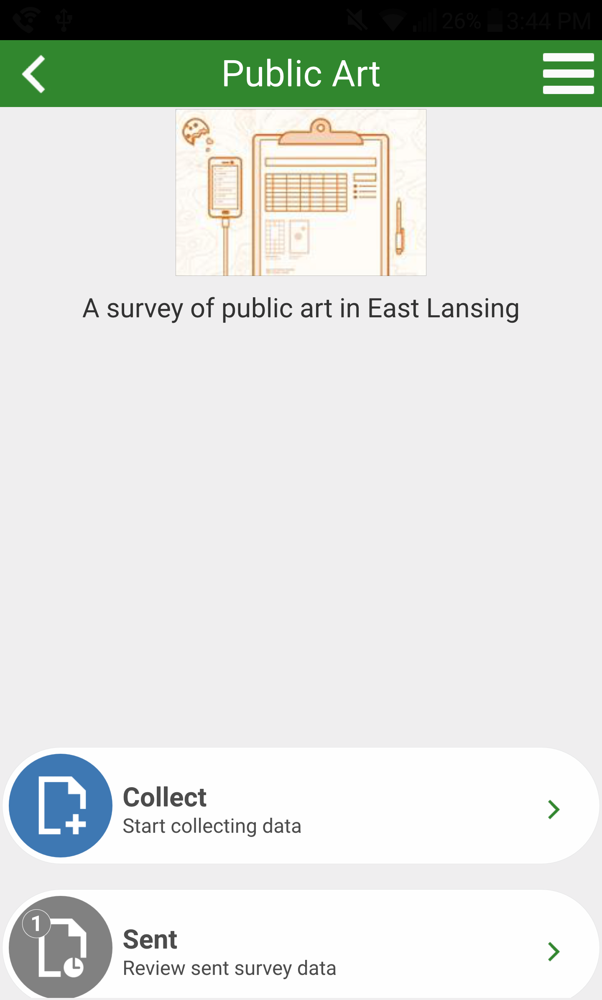 26% 3:44 PM
Public Art
A survey of public art in East Lansing
Collect
Start collecting data
1
Sent
Review sent survey data